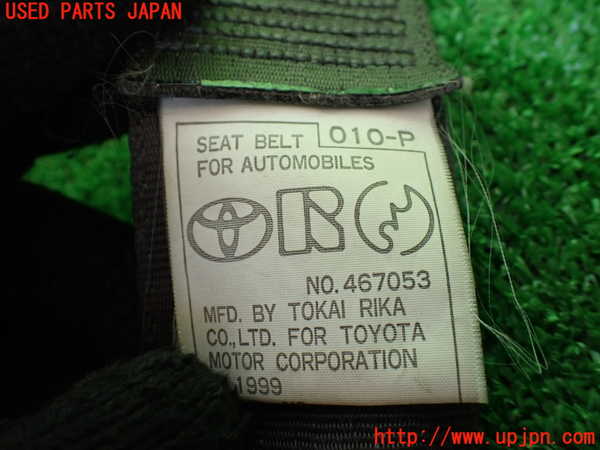 USED PARTS JAPAN
SEAT BELT 010-P
FOR AUTOMOBILES
NO. 467053
MFD. BY TOKAI RIKA
CO.,LTD. FOR TOYOTA
MOTOR CORPORATION
1999
http://www.upjpn.com/